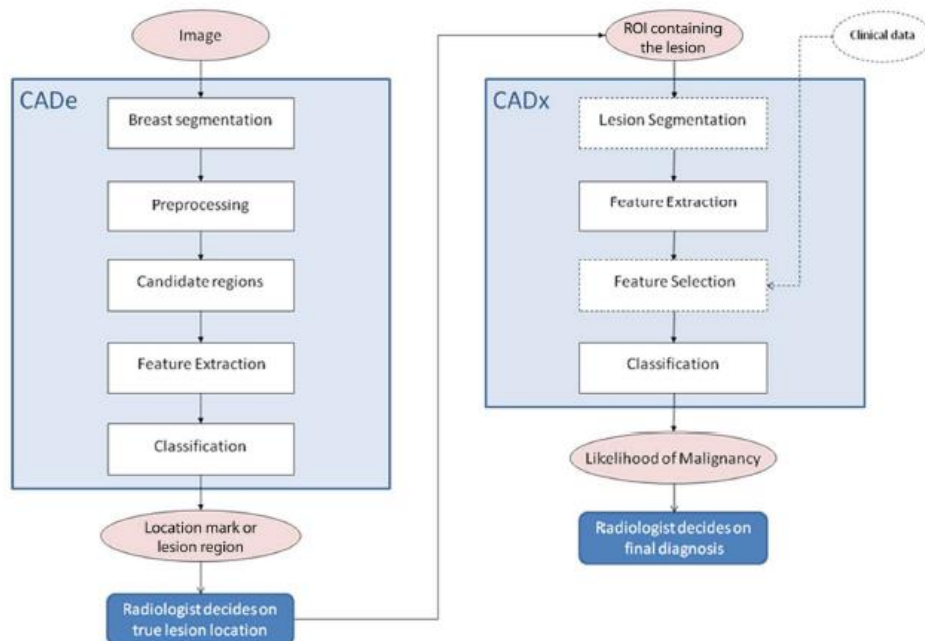 Image
CADe
Breast segmentation
Preprocessing
Candidate regions
Feature Extraction
Classification
Location mark or
lesion region
Radiologist decides on
true lesion location
ROI containing
the lesion
Clinical data
CADx
Lesion Segmentation
Feature Extraction
Feature Selection
Classification
Likelihood of Malignancy
Radiologist decides on
final diagnosis